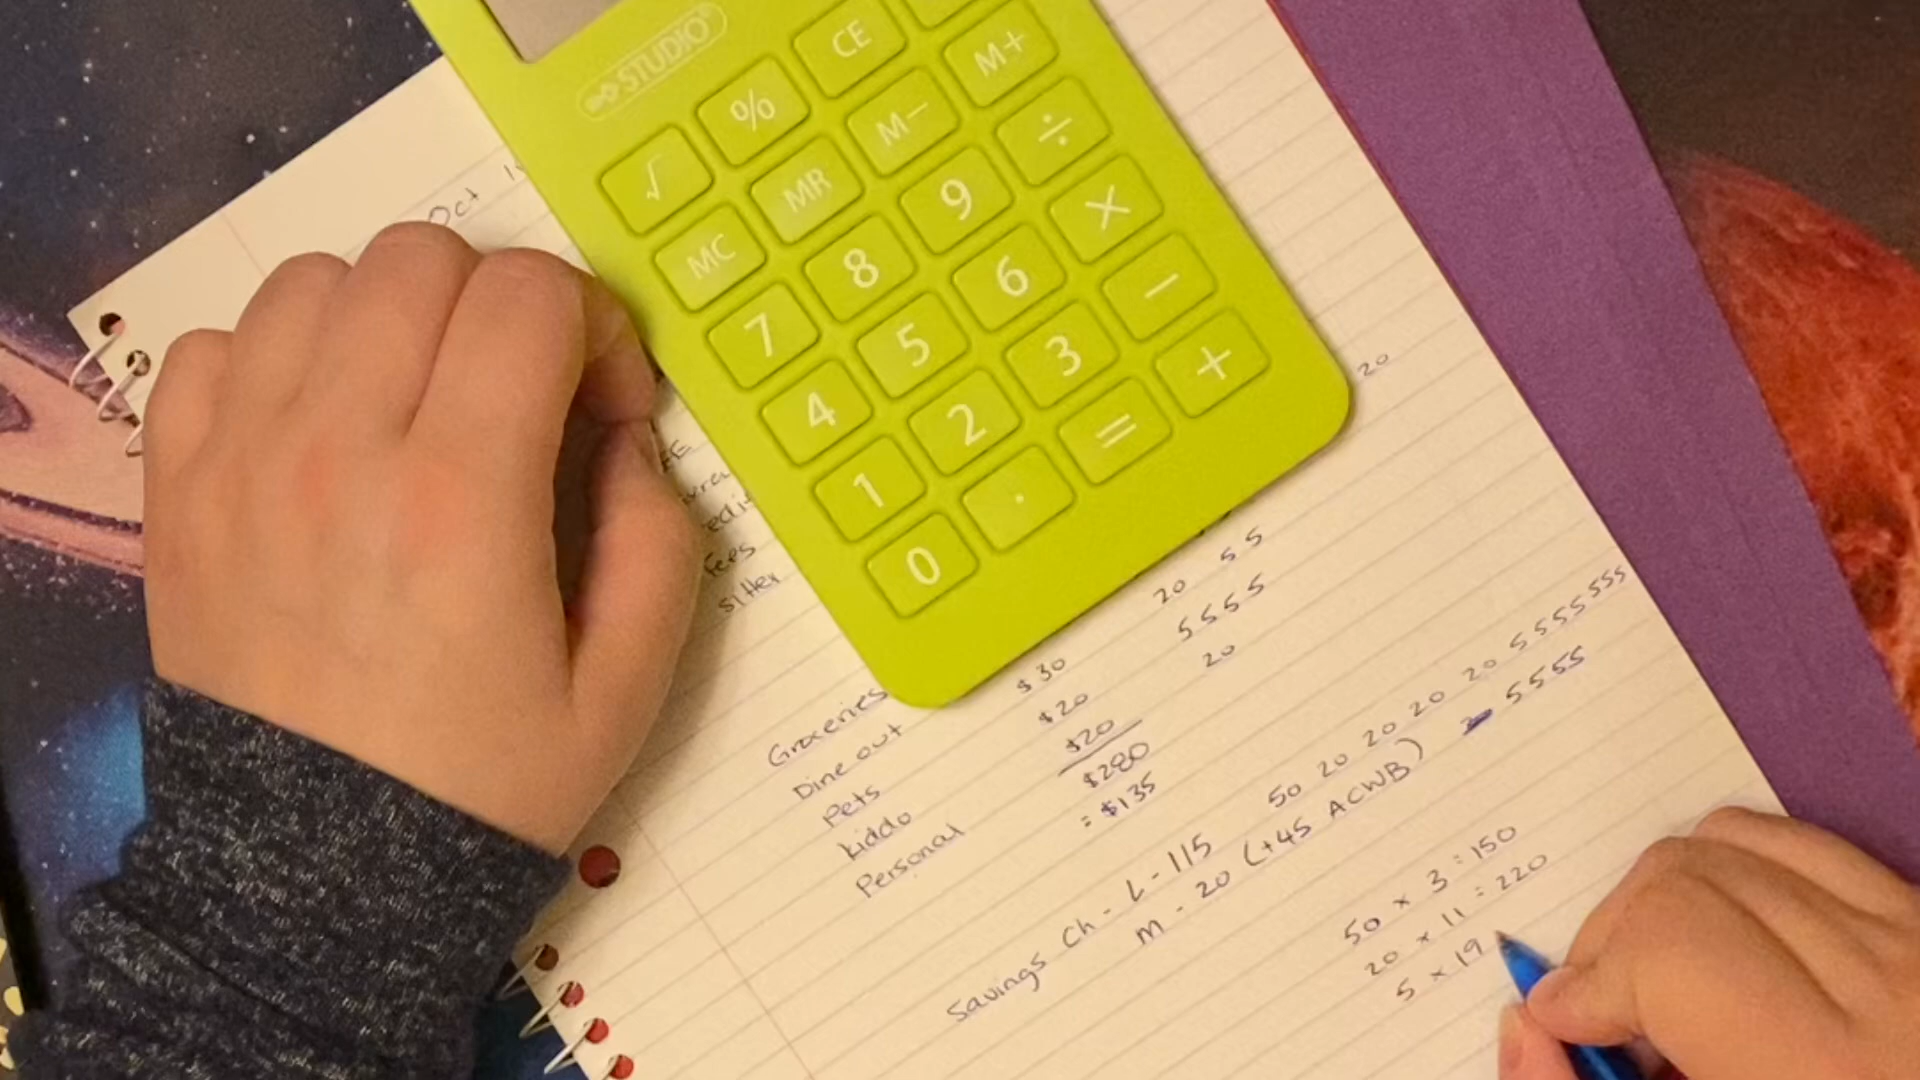 STUDIO
CE
% M- M+
√ MR 9 ÷
MC 8 6 ×
7 5 3 -
4 2 = +
1 .
0
Oct
20
Fees
sitter
20 5 5
Groceries $30 5 5 5 5
Dine out $20 20
Pets $20
kiddo $280
Personal = $135
Savings Ch - L - 115 50 20 20 20 20 20 5 5 5 5 5 5 5
M - 20 (+45 ACWB) 5 5 5 5
50 × 3 = 150
20 × 11 = 220
5 × 19